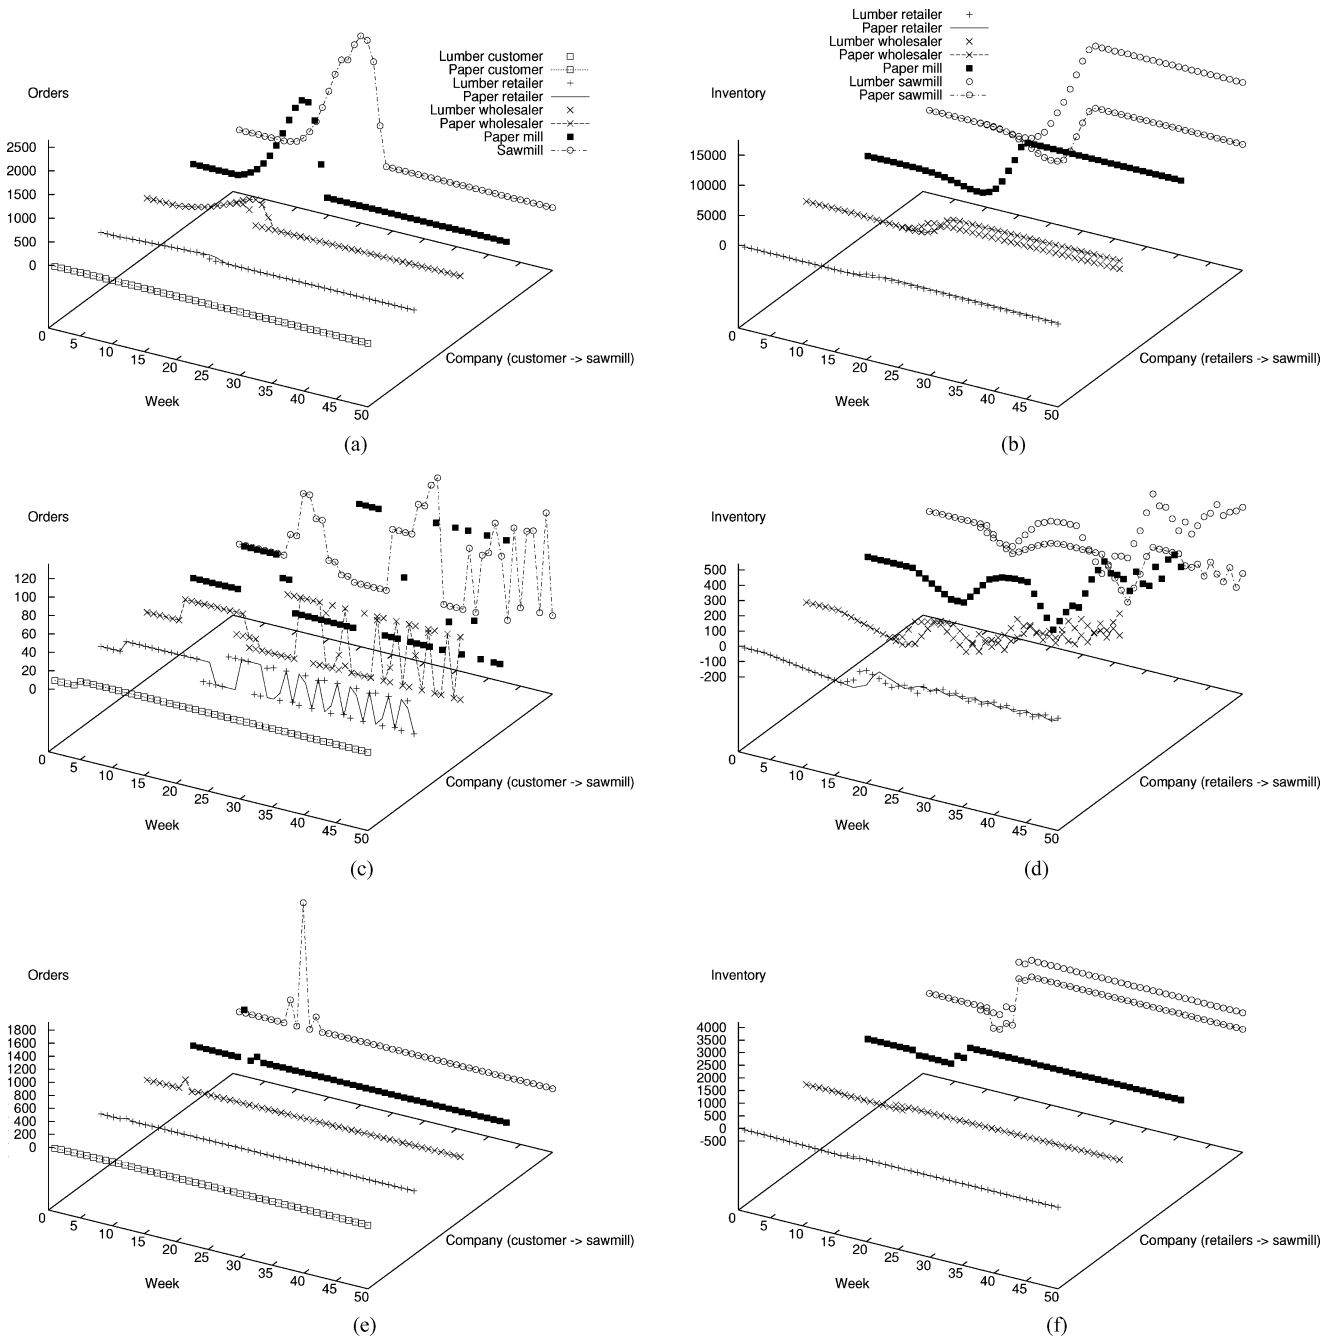 Orders
Lumber customer
Paper customer
Lumber retailer
Paper retailer
Lumber wholesaler
Paper wholesaler
Paper mill
Sawmill
2500
2000
1500
1000
500
0
0
5
10
15
20
25
30
35
40
45
50
Week
Company (customer -> sawmill)
(a)
Lumber retailer
Paper retailer
Lumber wholesaler
Paper wholesaler
Paper mill
Lumber sawmill
Paper sawmill
Inventory
15000
10000
5000
0
0
5
10
15
20
25
30
35
40
45
50
Week
Company (retailers -> sawmill)
(b)
Orders
120
100
80
60
40
20
0
0
5
10
15
20
25
30
35
40
45
50
Week
Company (customer -> sawmill)
(c)
Inventory
500
400
300
200
100
0
-100
-200
0
5
10
15
20
25
30
35
40
45
50
Week
Company (retailers -> sawmill)
(d)
Orders
1800
1600
1400
1200
1000
800
600
400
200
0
0
5
10
15
20
25
30
35
40
45
50
Week
Company (customer -> sawmill)
(e)
Inventory
4000
3500
3000
2500
2000
1500
1000
500
0
-500
0
5
10
15
20
25
30
35
40
45
50
Week
Company (retailers -> sawmill)
(f)